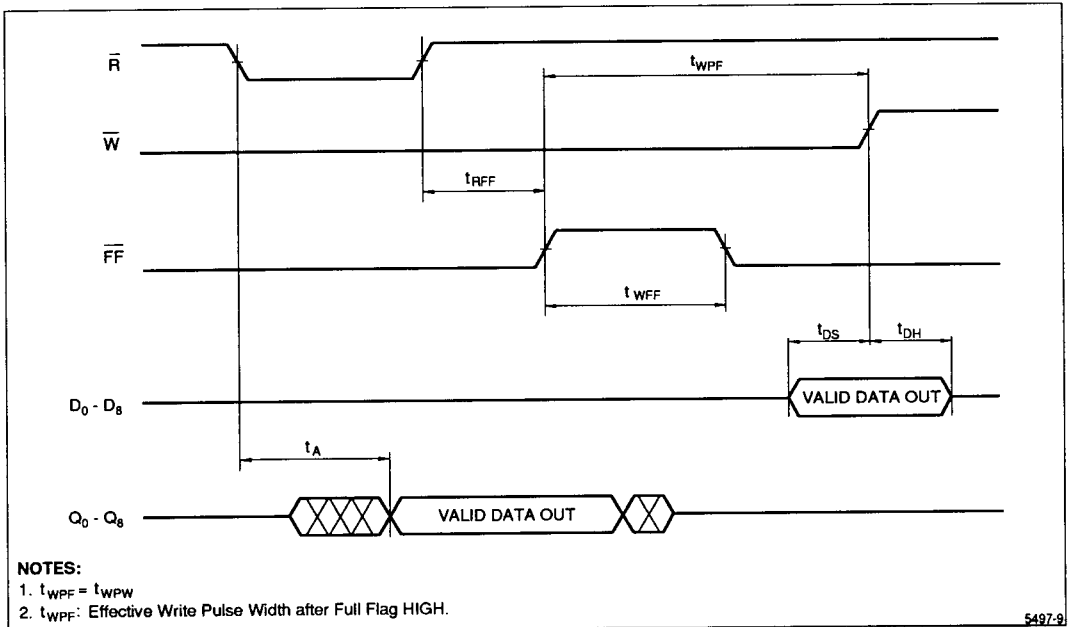 R̅
t_WPF
W̅
t_RFF
F̅F̅
t_WFF
t_DS t_DH
D₀ - D₈ VALID DATA OUT
t_A
Q₀ - Q₈ VALID DATA OUT
NOTES:
1. t_WPF = t_WPW
2. t_WPF: Effective Write Pulse Width after Full Flag HIGH.
5497-9